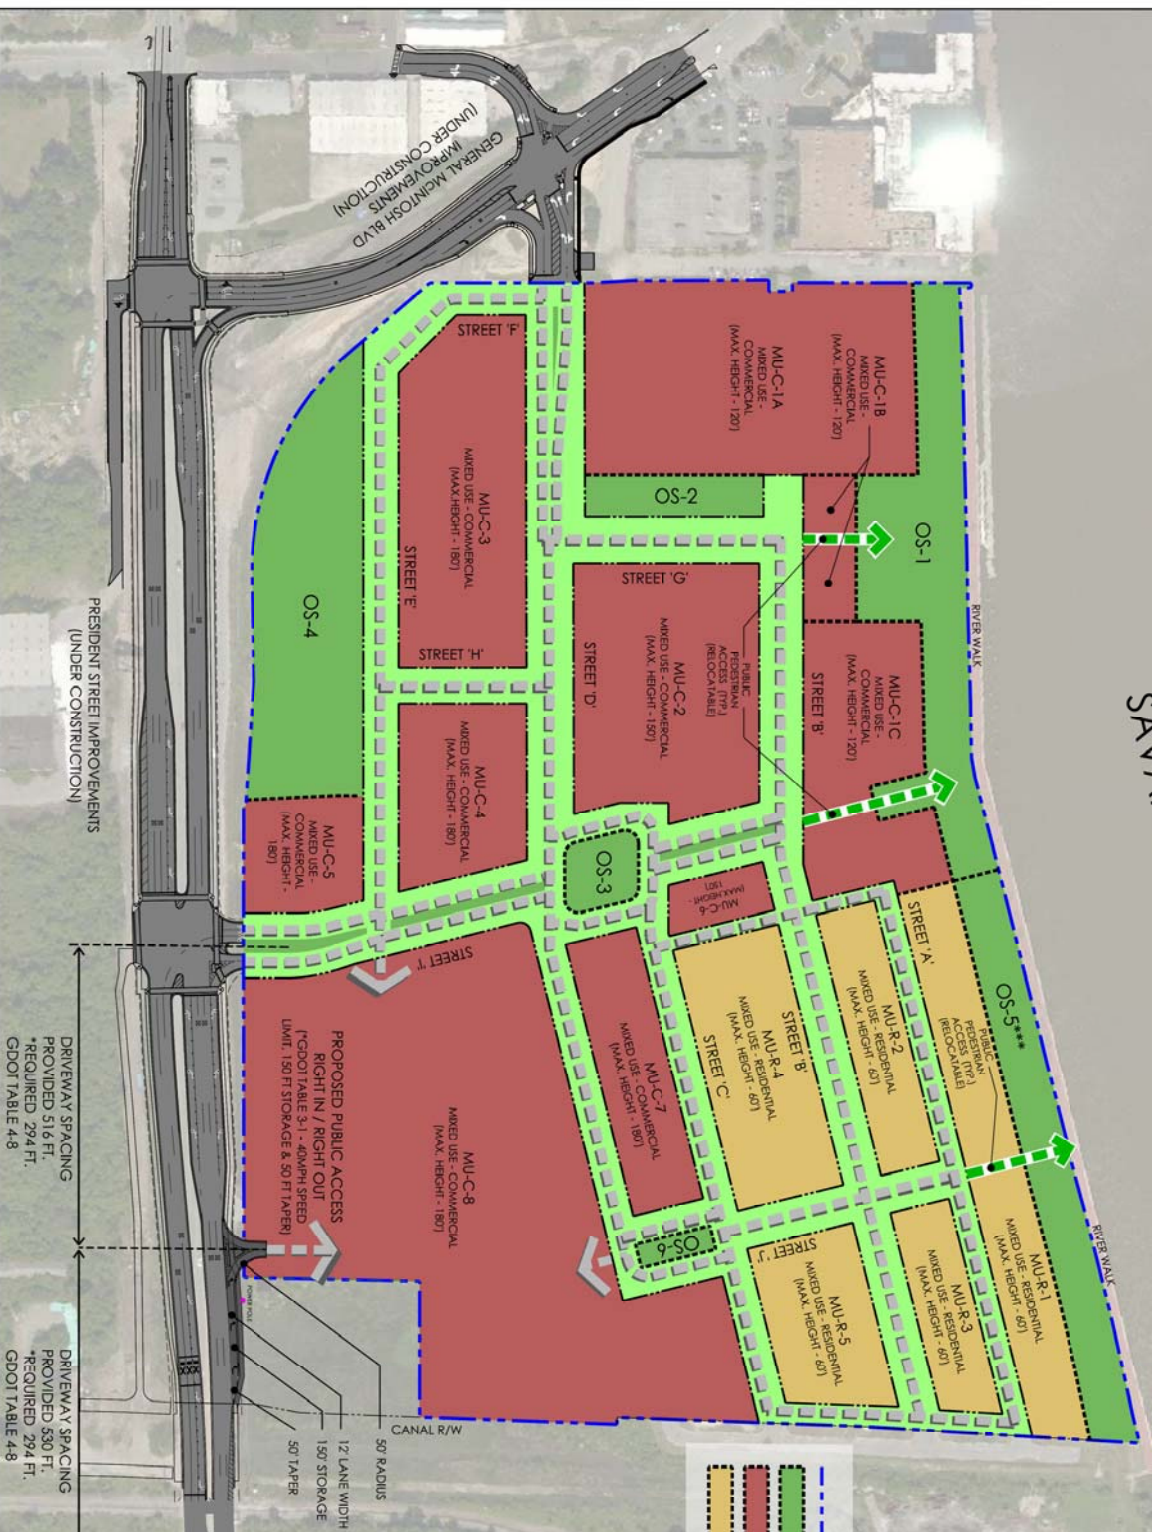 GENERAL McINTOSH BLVD
IMPROVEMENTS
(UNDER CONSTRUCTION)
STREET 'F'
MU-C-1A
MIXED USE -
COMMERCIAL
(MAX. HEIGHT - 120')
MU-C-1B
MIXED USE -
COMMERCIAL
(MAX. HEIGHT - 120')
OS-2
OS-1
RIVER WALK
MU-C-3
MIXED USE - COMMERCIAL
(MAX.HEIGHT - 180')
STREET 'E'
STREET 'G'
STREET 'H'
STREET 'D'
OS-4
MU-C-2
MIXED USE - COMMERCIAL
(MAX. HEIGHT - 150')
PUBLIC
PEDESTRIAN
ACCESS (TYP.)
(RELOCATABLE)
STREET 'B'
MU-C-1C
MIXED USE -
COMMERCIAL
(MAX. HEIGHT - 120')
PRESIDENT STREET IMPROVEMENTS
(UNDER CONSTRUCTION)
MU-C-4
MIXED USE - COMMERCIAL
(MAX. HEIGHT - 180')
MU-C-5
MIXED USE -
COMMERCIAL
(MAX. HEIGHT -
180')
OS-3
MU-C-6
(MAX.HEIGHT -
150')
STREET 'I'
STREET 'A'
OS-5***
PUBLIC
PEDESTRIAN
ACCESS (TYP.)
(RELOCATABLE)
MU-R-2
MIXED USE - RESIDENTIAL
(MAX. HEIGHT - 60')
STREET 'B'
MU-R-4
MIXED USE - RESIDENTIAL
(MAX. HEIGHT - 60')
STREET 'C'
MU-C-7
MIXED USE - COMMERCIAL
(MAX. HEIGHT - 180')
PROPOSED PUBLIC ACCESS
RIGHT IN / RIGHT OUT
(*GDOT TABLE 3-1 - 40MPH SPEED
LIMIT, 150 FT STORAGE & 50 FT TAPER)
MU-C-8
MIXED USE - COMMERCIAL
(MAX. HEIGHT - 180')
OS-6
STREET 'J'
MU-R-5
MIXED USE - RESIDENTIAL
(MAX. HEIGHT - 60')
MU-R-3
MIXED USE - RESIDENTIAL
(MAX. HEIGHT - 60')
MU-R-1
MIXED USE - RESIDENTIAL
(MAX. HEIGHT - 60')
RIVER WALK
DRIVEWAY SPACING
PROVIDED 516 FT.
*REQUIRED 294 FT.
GDOT TABLE 4-8
POWER POLE
DRIVEWAY SPACING
PROVIDED 530 FT.
*REQUIRED 294 FT.
GDOT TABLE 4-8
CANAL R/W
50' RADIUS
12' LANE WIDTH
150' STORAGE
50' TAPER